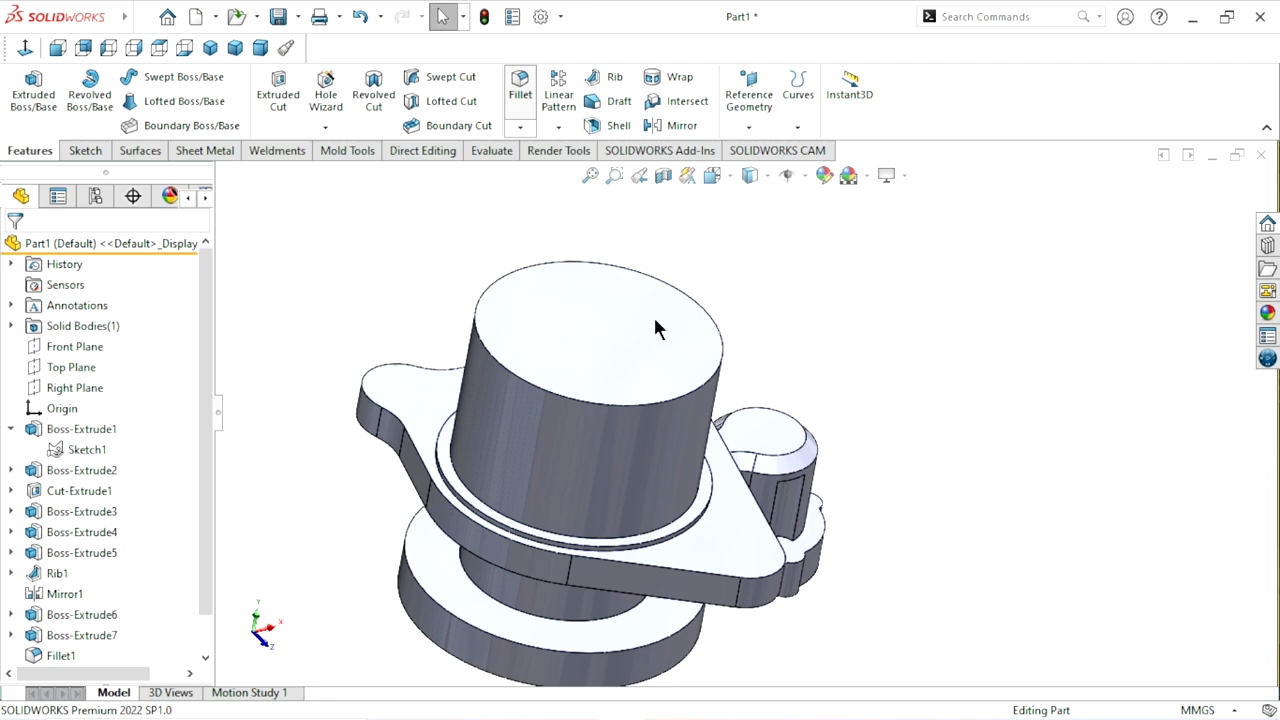 SOLIDWORKS
Part1 *
Search Commands
Extruded Boss/Base
Revolved Boss/Base
Swept Boss/Base
Lofted Boss/Base
Boundary Boss/Base
Extruded Cut
Hole Wizard
Revolved Cut
Swept Cut
Lofted Cut
Boundary Cut
Fillet
Linear Pattern
Rib
Draft
Shell
Wrap
Intersect
Mirror
Reference Geometry
Curves
Instant3D
Features
Sketch
Surfaces
Sheet Metal
Weldments
Mold Tools
Direct Editing
Evaluate
Render Tools
SOLIDWORKS Add-Ins
SOLIDWORKS CAM
Part1 (Default) <<Default>_Display
History
Sensors
Annotations
Solid Bodies(1)
Front Plane
Top Plane
Right Plane
Origin
Boss-Extrude1
Sketch1
Boss-Extrude2
Cut-Extrude1
Boss-Extrude3
Boss-Extrude4
Boss-Extrude5
Rib1
Mirror1
Boss-Extrude6
Boss-Extrude7
Fillet1
Y
X
Z
Model
3D Views
Motion Study 1
SOLIDWORKS Premium 2022 SP1.0
Editing Part
MMGS